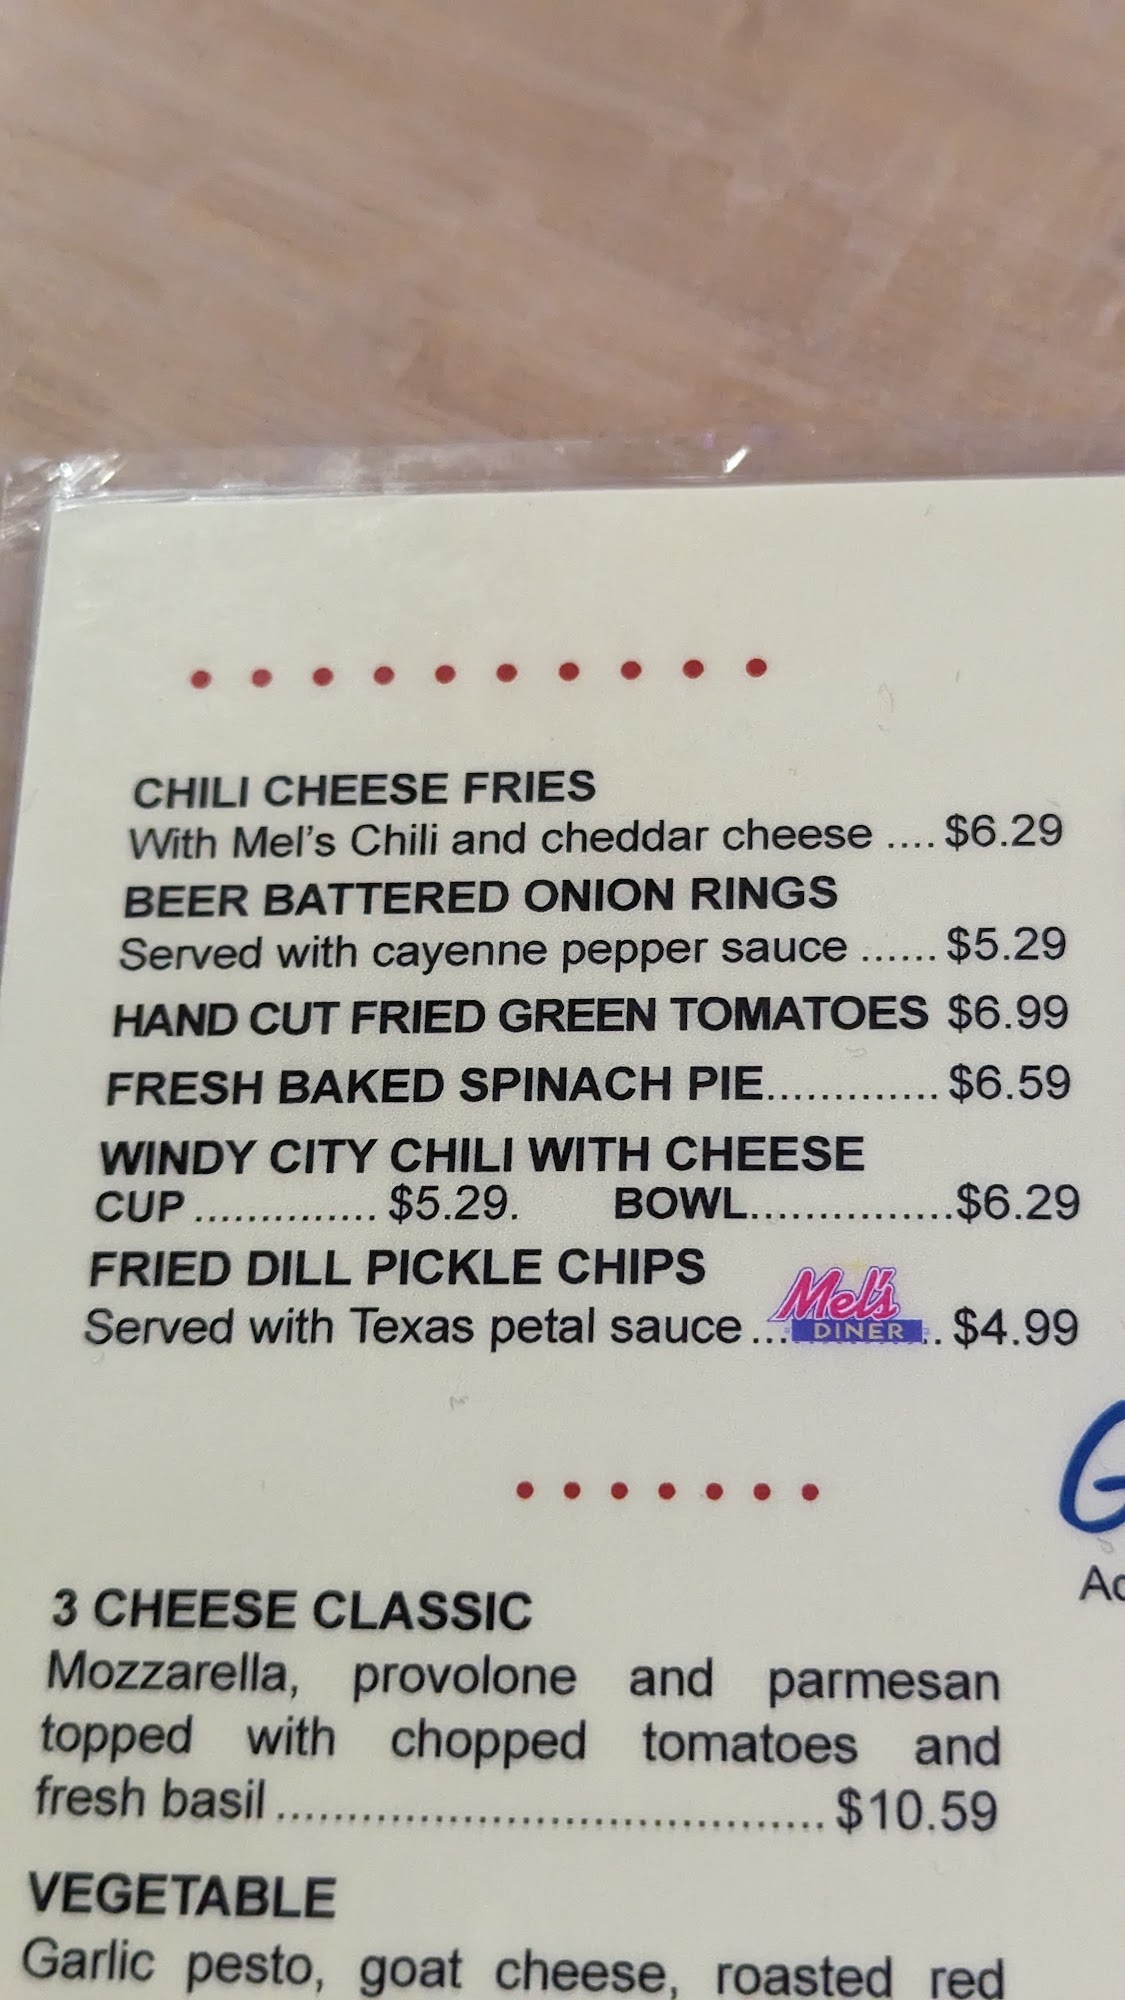 CHILI CHEESE FRIES
With Mel's Chili and cheddar cheese .... $6.29
BEER BATTERED ONION RINGS
Served with cayenne pepper sauce ...... $5.29
HAND CUT FRIED GREEN TOMATOES $6.99
FRESH BAKED SPINACH PIE............. $6.59
WINDY CITY CHILI WITH CHEESE
CUP .............. $5.29. BOWL...............$6.29
FRIED DILL PICKLE CHIPS
Served with Texas petal sauce ... Mel's DINER .. $4.99
G
Ac
3 CHEESE CLASSIC
Mozzarella, provolone and parmesan
topped with chopped tomatoes and
fresh basil ....................................... $10.59
VEGETABLE
Garlic pesto, goat cheese, roasted red